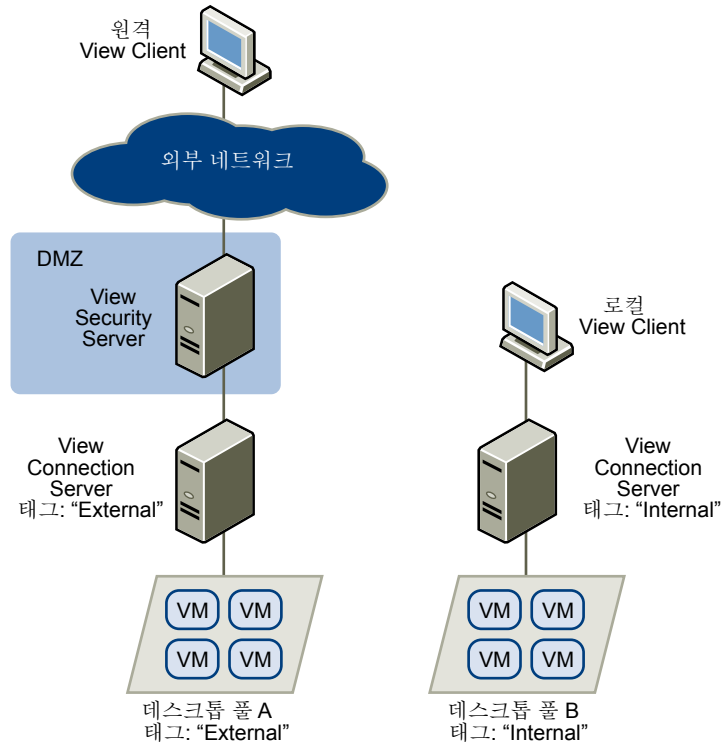 원격
View Client
외부 네트워크
DMZ
View
Security
Server
로컬
View Client
View
Connection
Server
태그: “External”
View
Connection
Server
태그: “Internal”
VM
VM
VM
VM
VM
VM
VM
VM
데스크톱 풀 A
태그: “External”
데스크톱 풀 B
태그: “Internal”